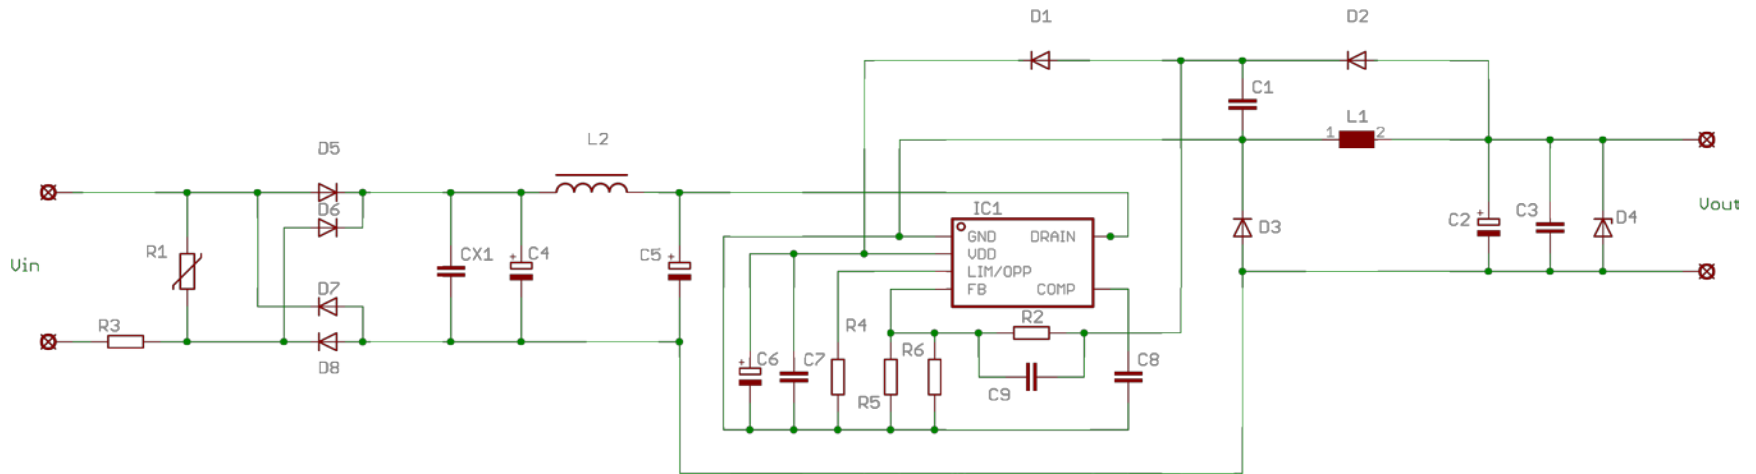 D1
D2
C1
L2
L1
1
2
D5
D6
IC1
GND
DRAIN
VDD
LIM/OPP
FB
COMP
D3
C2
+
C3
D4
Vout
Vin
R1
CX1
+
C4
C5
+
D7
R3
D8
R4
R2
+
C6
C7
R6
C8
R5
C9